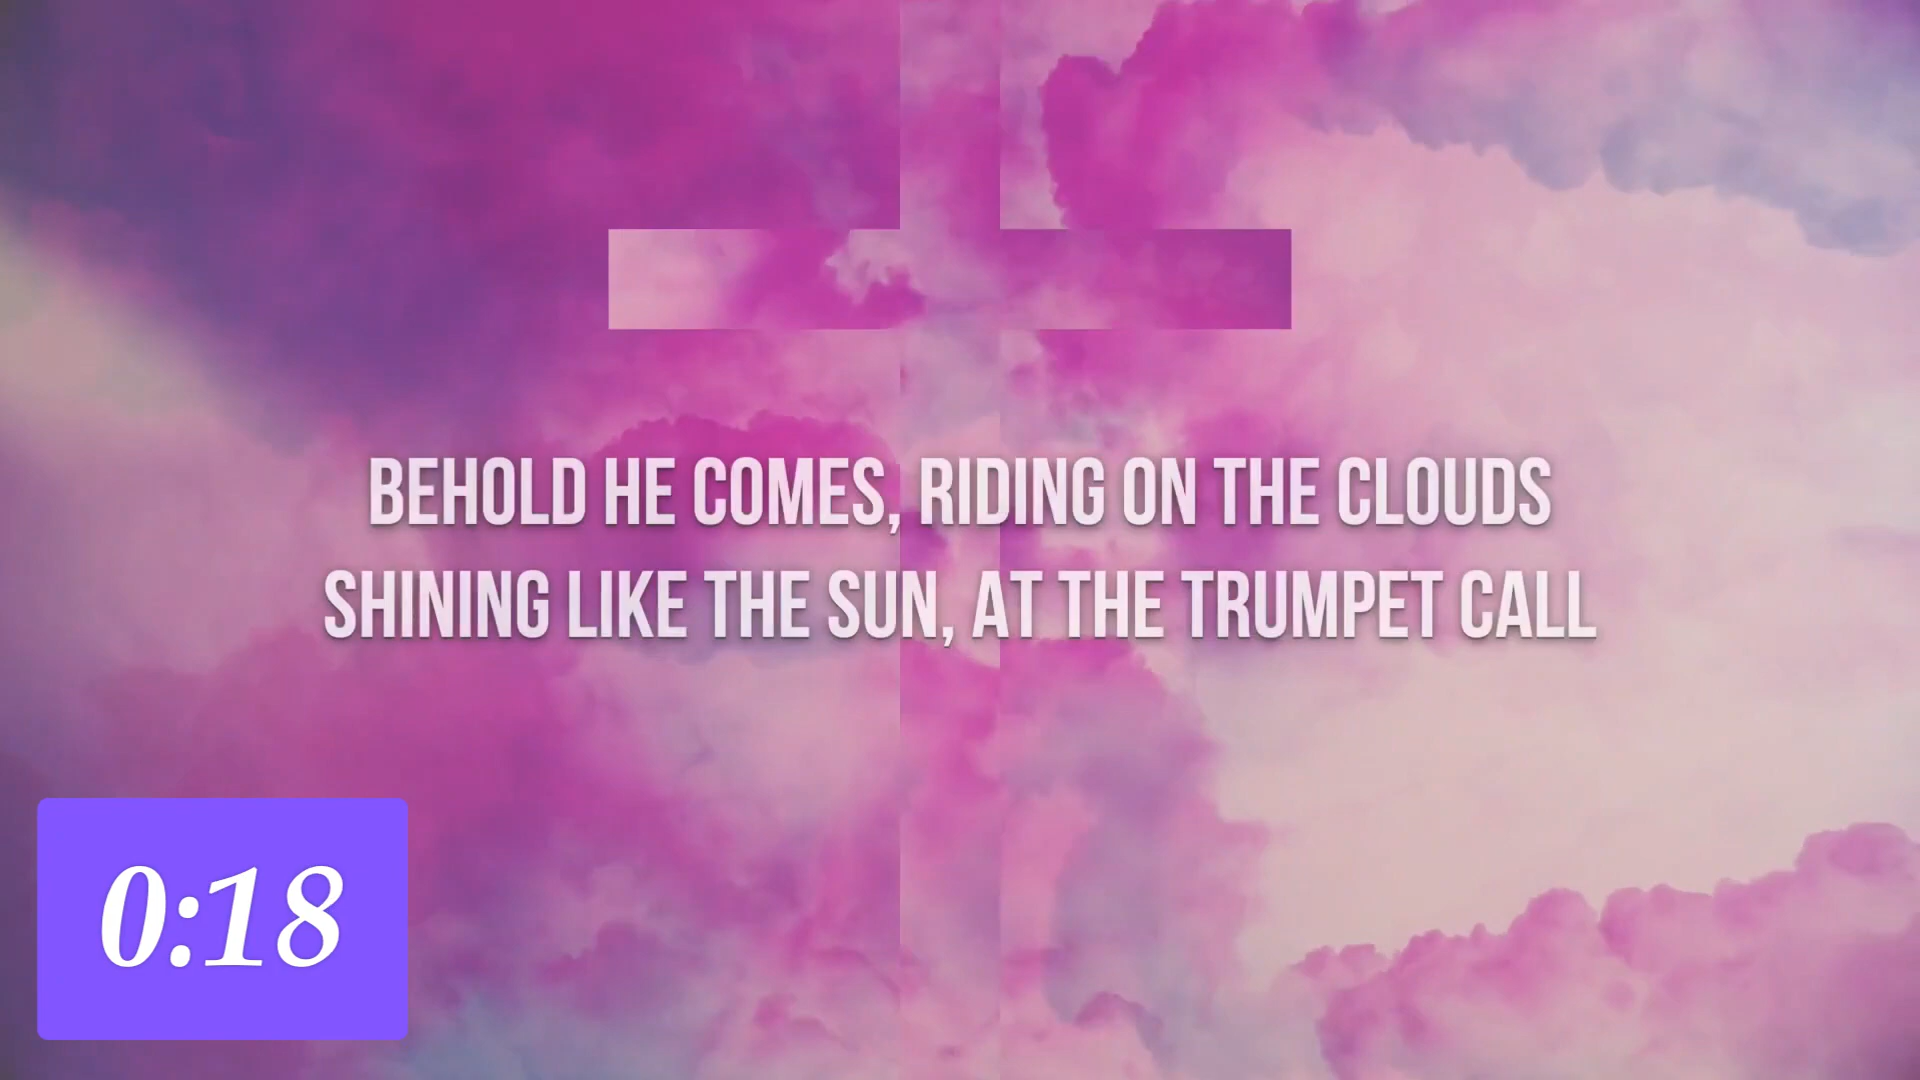 BEHOLD HE COMES, RIDING ON THE CLOUDS
SHINING LIKE THE SUN, AT THE TRUMPET CALL
0:18